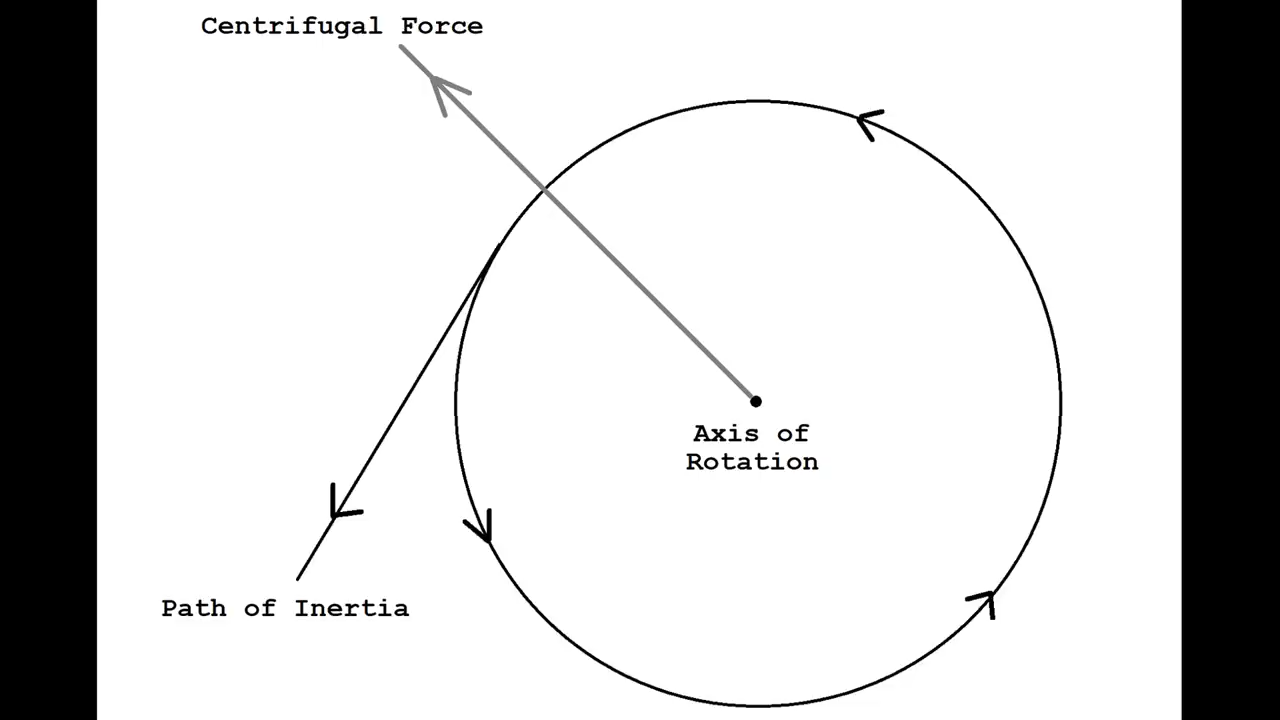 Centrifugal Force
Axis of
Rotation
Path of Inertia